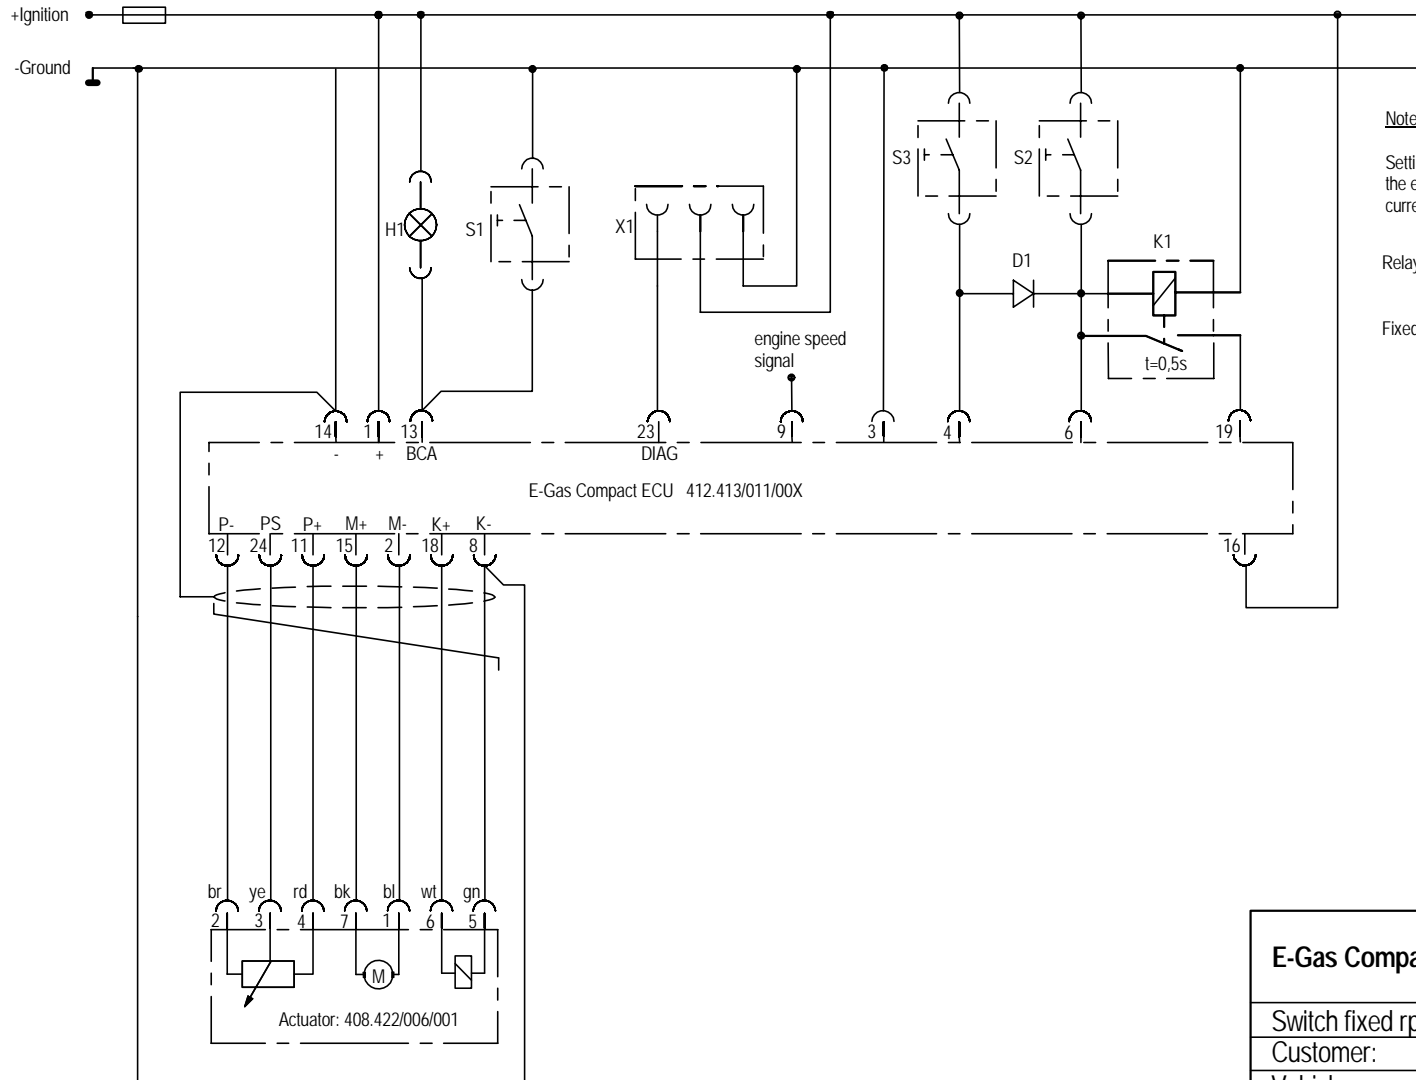 +Ignition
-Ground
Note
Setti
the e
curre
S3
S2
H1
S1
X1
K1
D1
Relay
engine speed
signal
Fixed
t=0,5s
14
1
13
23
9
3
4
6
19
-
+
BCA
DIAG
E-Gas Compact ECU 412.413/011/00X
P-
PS
P+
M+
M-
K+
K-
12
24
11
15
2
18
8
16
br
ye
rd
bk
bl
wt
gn
2
3
4
7
1
6
5
M
Actuator: 408.422/006/001
E-Gas Compa
Switch fixed rp
Customer: